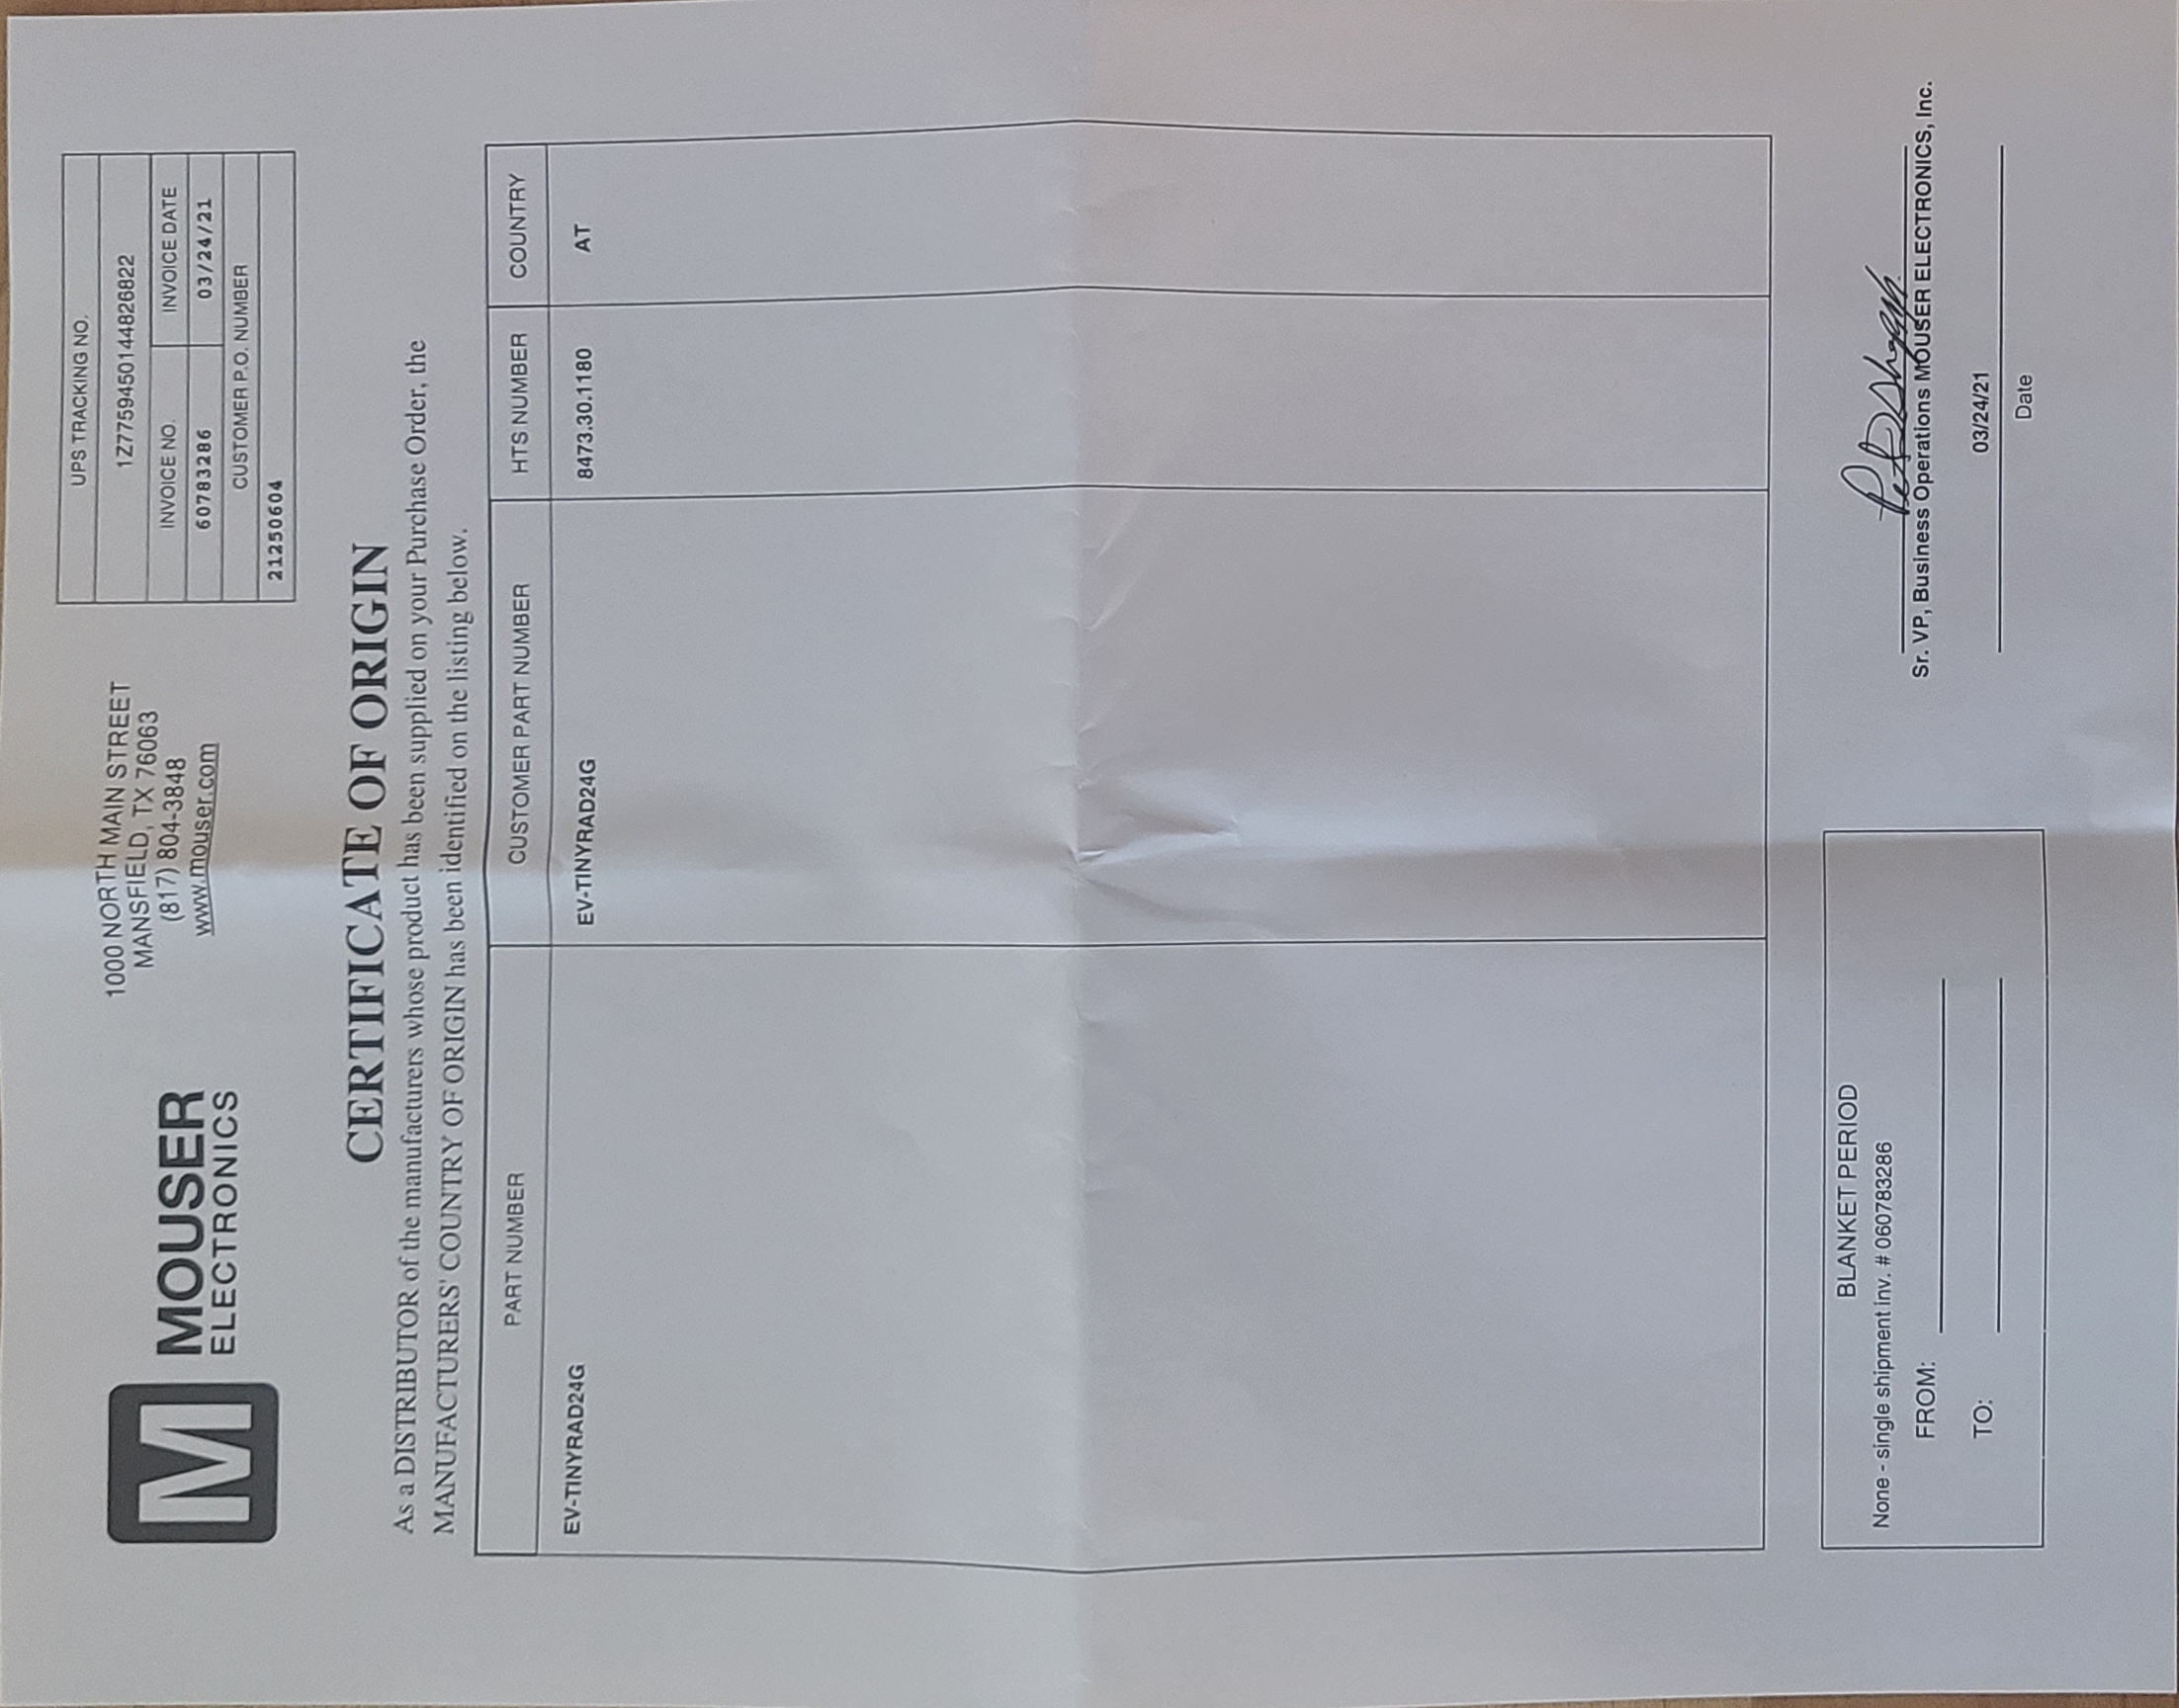 M
MOUSER
ELECTRONICS
1000 NORTH MAIN STREET
MANSFIELD, TX 76063
(817) 804-3848
www.mouser.com
UPS TRACKING NO.
1Z7759450144826822
INVOICE NO. INVOICE DATE
60783286 03/24/21
CUSTOMER P.O. NUMBER
21250604
CERTIFICATE OF ORIGIN
As a DISTRIBUTOR of the manufacturers whose product has been supplied on your Purchase Order, the
MANUFACTURERS' COUNTRY OF ORIGIN has been identified on the listing below.
PART NUMBER CUSTOMER PART NUMBER HTS NUMBER COUNTRY
EV-TINYRAD24G EV-TINYRAD24G 8473.30.1180 AT
BLANKET PERIOD
None - single shipment inv. # 060783286
FROM:
TO:
Sr. VP, Business Operations MOUSER ELECTRONICS, Inc.
03/24/21
Date